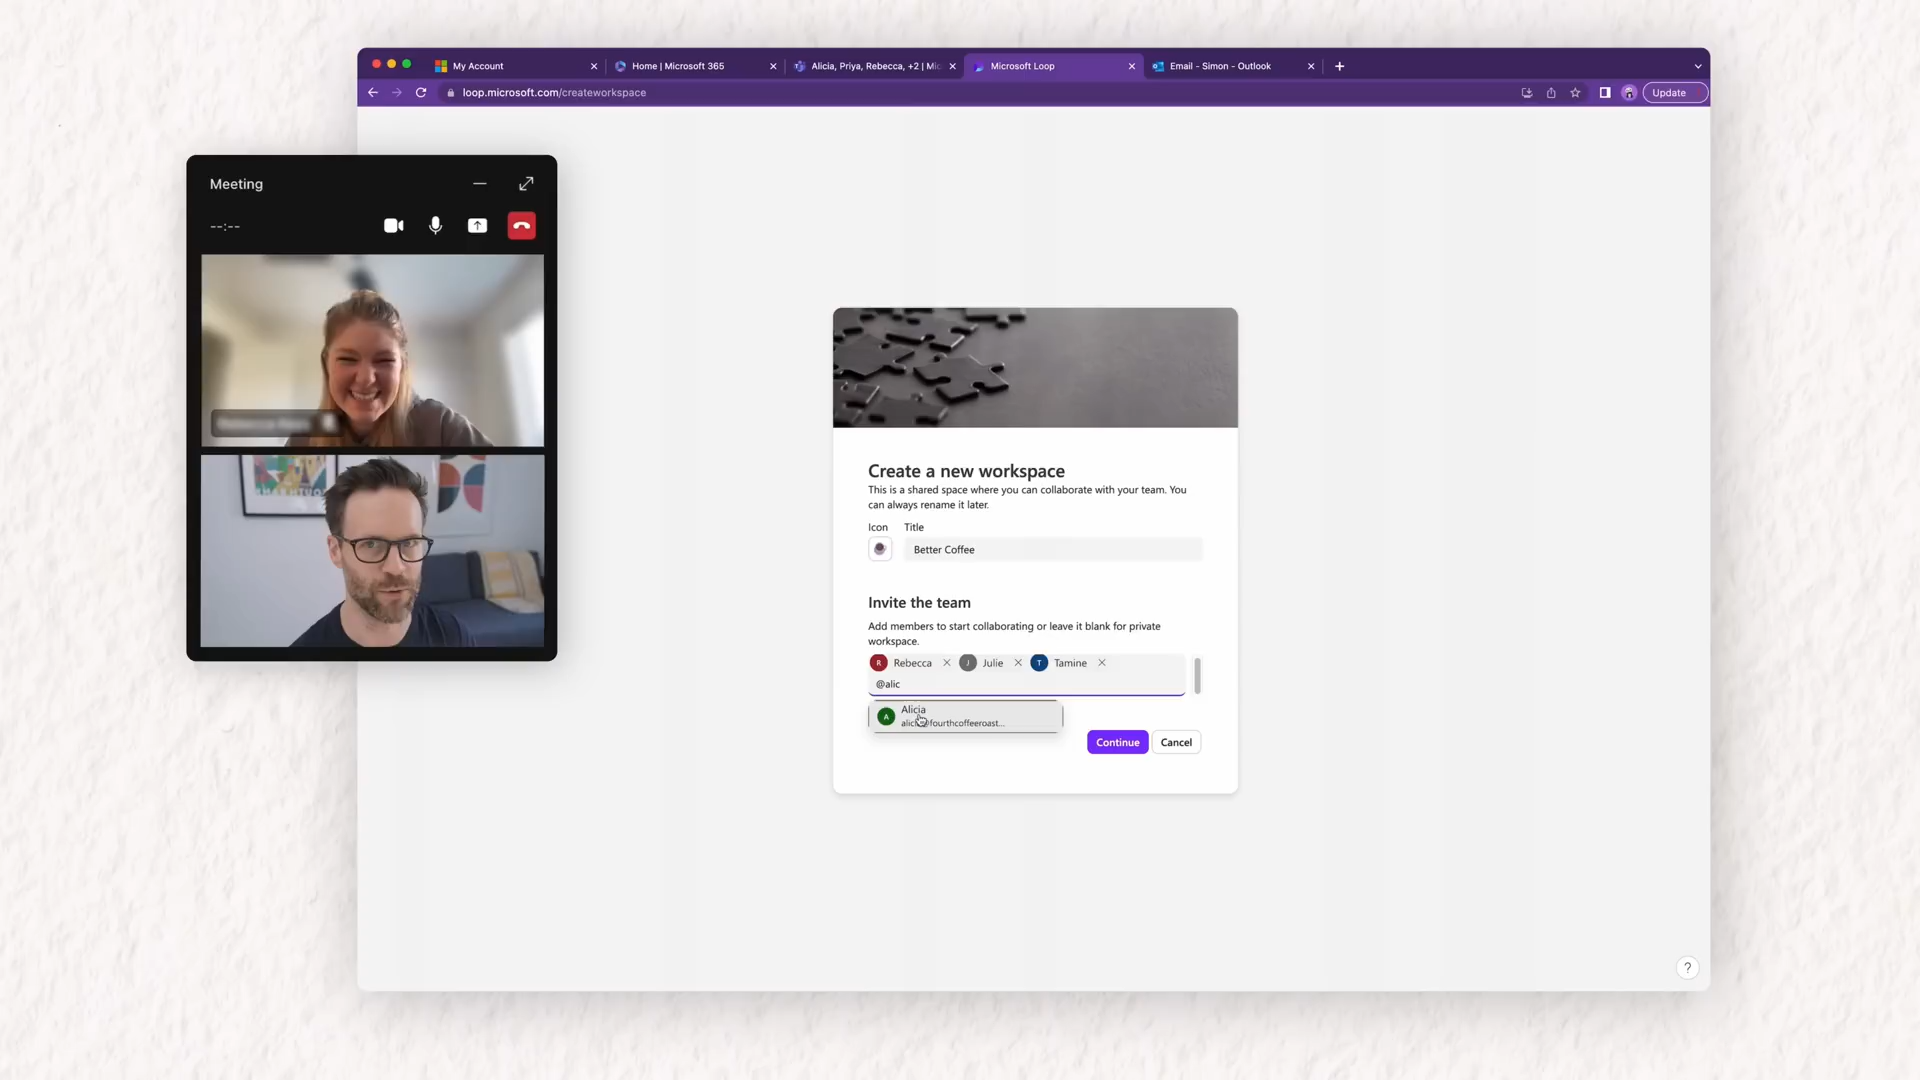 My Account
Home | Microsoft 365
Alicia, Priya, Rebecca, +2 | Mic
Microsoft Loop
Email - Simon - Outlook
loop.microsoft.com/createworkspace
Update
Meeting
--:--
Create a new workspace
This is a shared space where you can collaborate with your team. You
can always rename it later.
Icon
Title
Better Coffee
Invite the team
Add members to start collaborating or leave it blank for private
workspace.
R Rebecca
J Julie
T Tamine
@alic
A Alicia
@fourthcoffeeroast...
Continue
Cancel
?